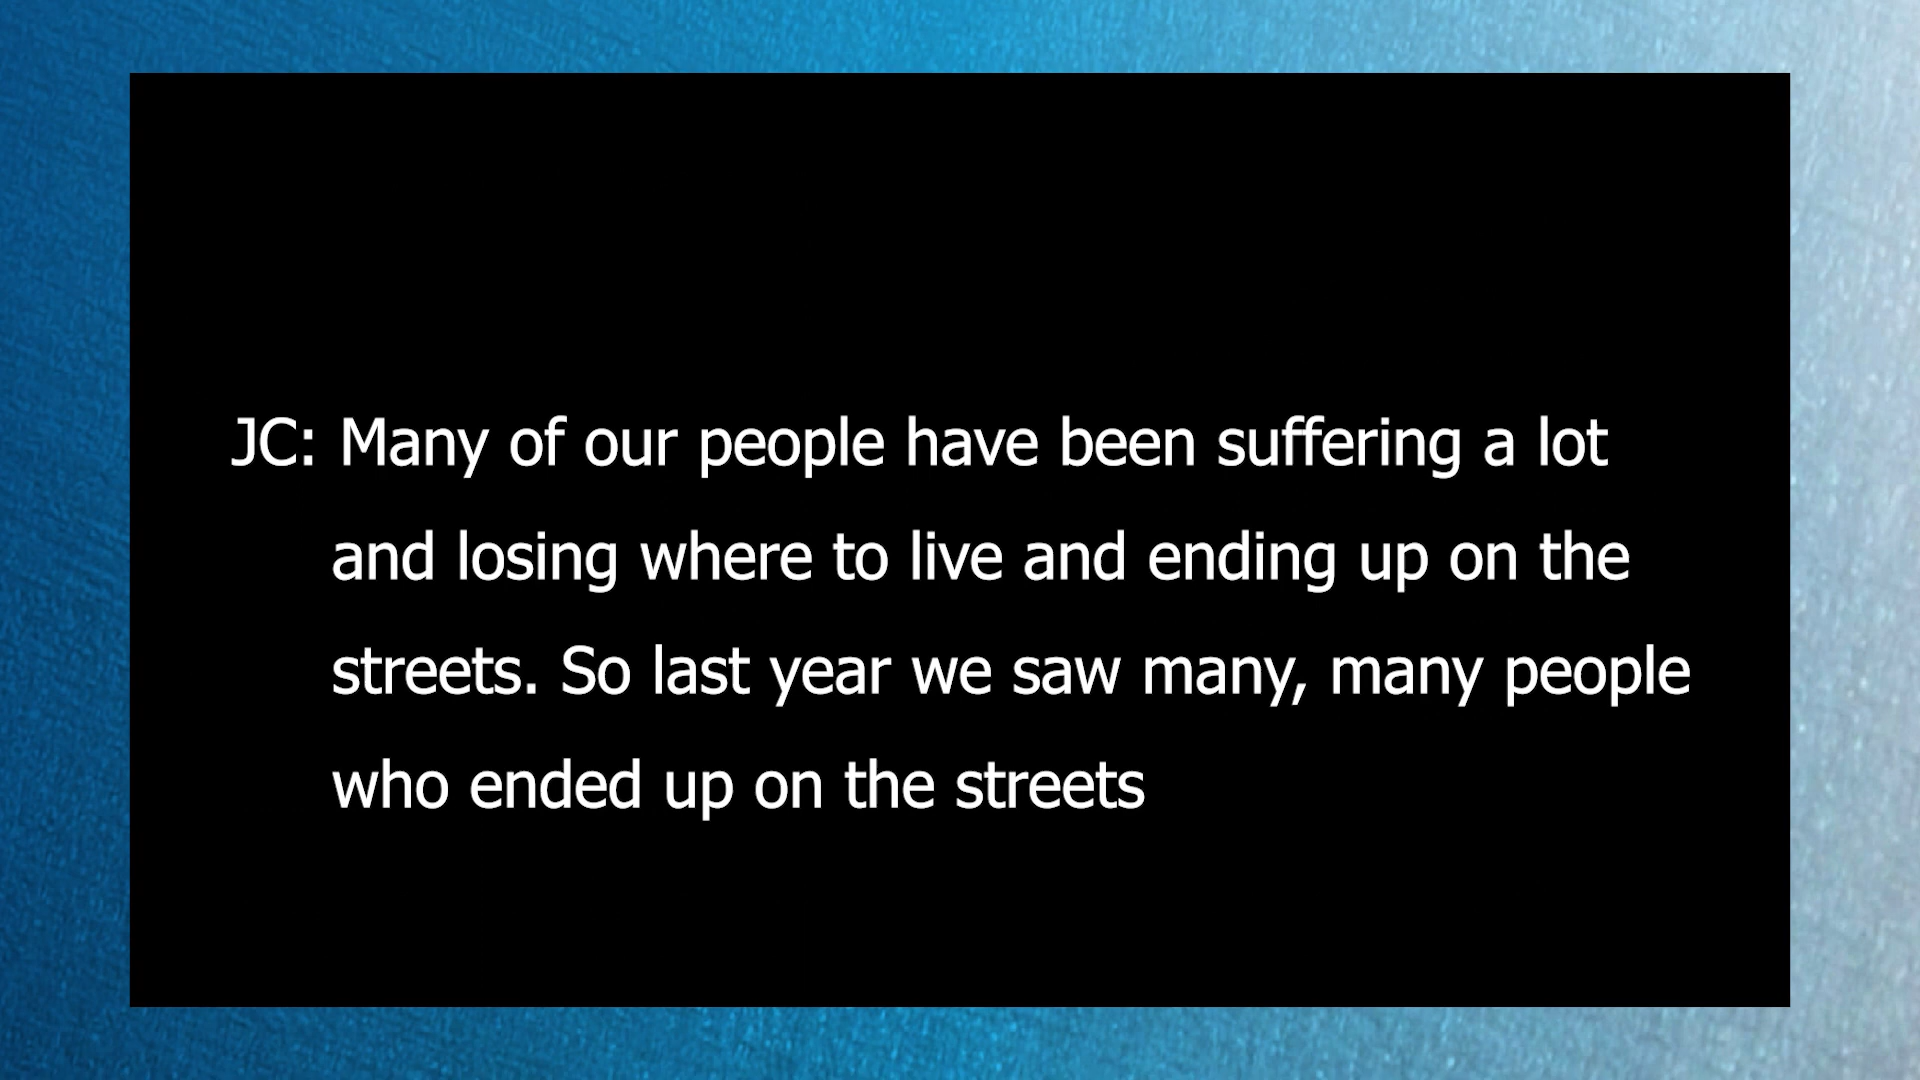 JC: Many of our people have been suffering a lot
and losing where to live and ending up on the
streets. So last year we saw many, many people
who ended up on the streets